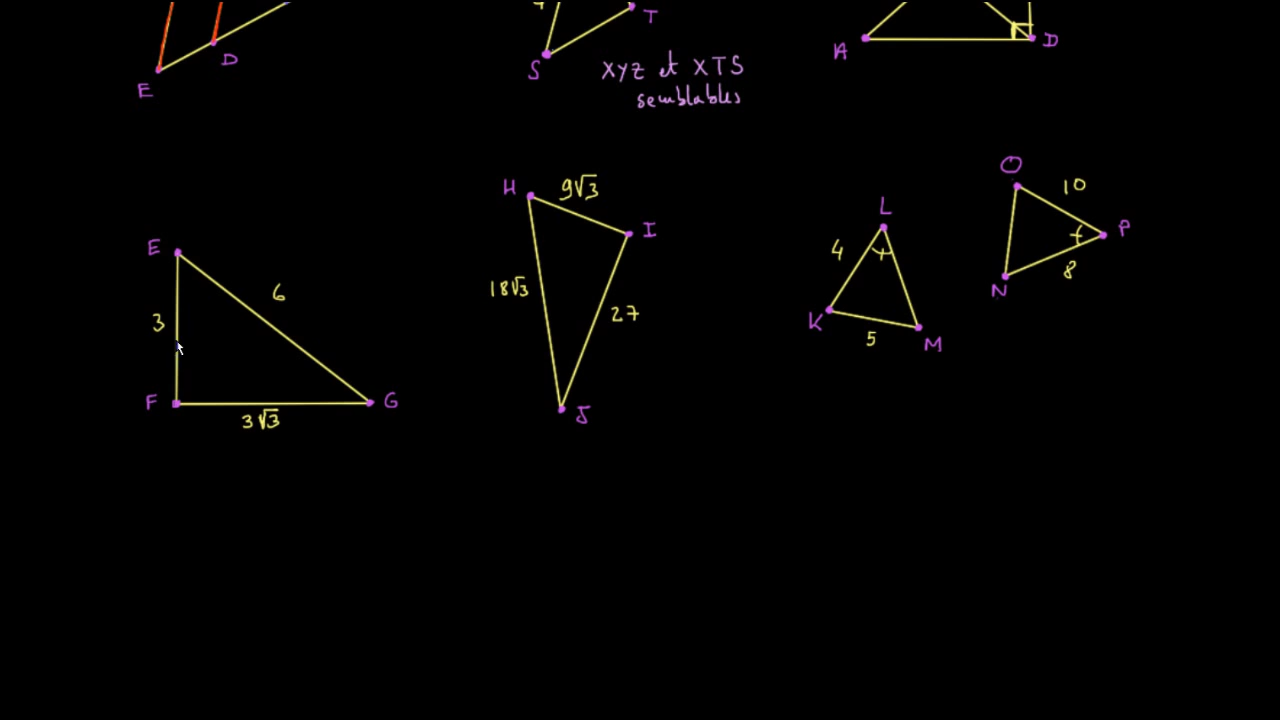 T
A
D
D
S
E
XYZ et XTS
semblables
E
6
3
F
G
3√3
H
9√3
I
18√3
27
J
L
4
K
5
M
O
10
P
N
8